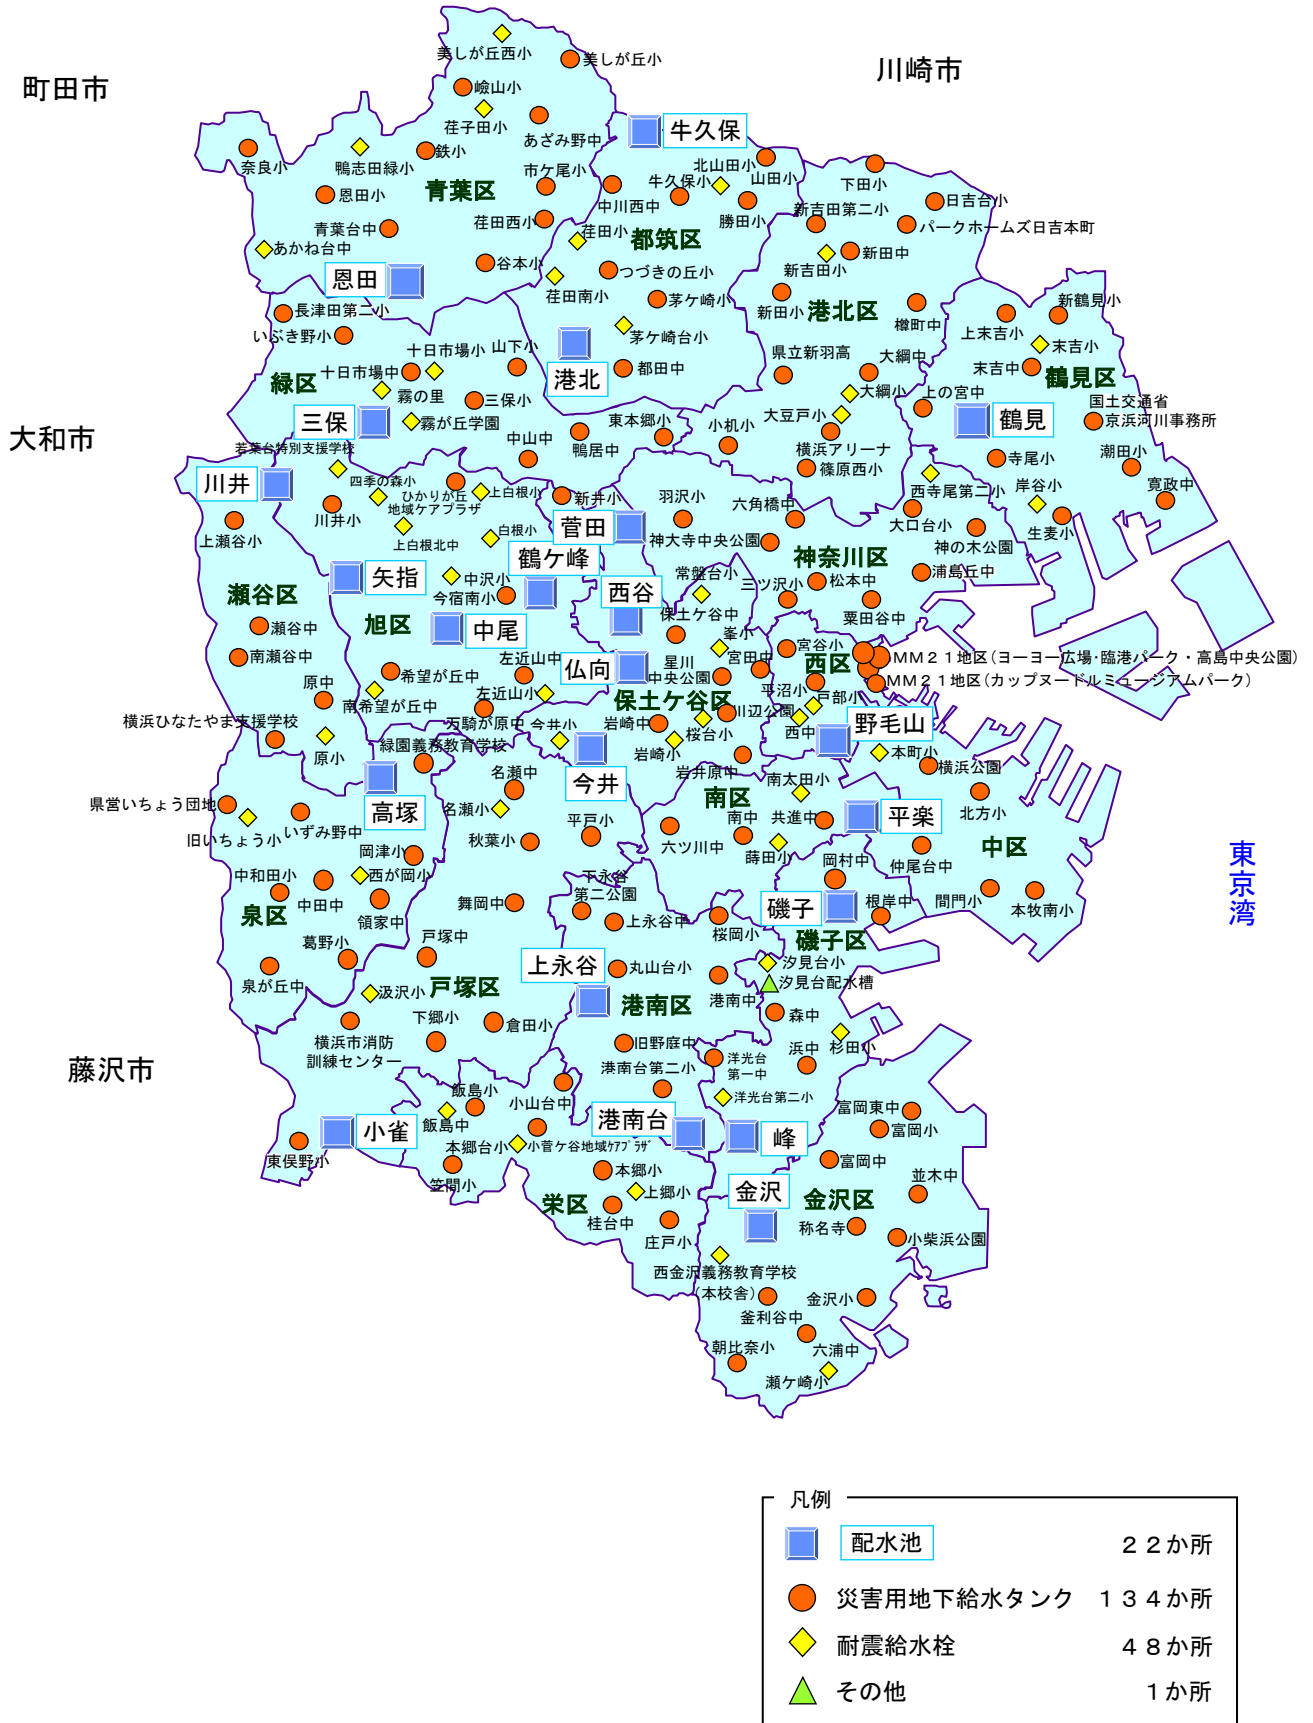 美しが丘西小
美しが丘小
川崎市
町田市
嶮山小
荏子田小
あざみ野中
牛久保
鴨志田緑小
鉄小
奈良小
市ケ尾小
北山田小
山田小
下田小
恩田小
青葉区
中川西中
牛久保小
勝田小
日吉台小
新吉田第二小
パークホームズ日吉本町
青葉台中
荏田西小
荏田小
都筑区
あかね台中
谷本小
つづきの丘小
新吉田小
新田中
恩田
荏田南小
茅ケ崎小
新田小
港北区
樽町中
新鶴見小
長津田第二小
上末吉小
いぶき野小
茅ケ崎台小
末吉小
十日市場小
山下小
港北
都田中
県立新羽高
大綱中
末吉中
鶴見区
緑区
十日市場中
霧の里
大綱小
上の宮中
国土交通省
京浜河川事務所
三保
三保小
霧が丘学園
東本郷小
小机小
大豆戸小
鶴見
大和市
若葉台特別支援学校
中山中
鴨居中
横浜アリーナ
篠原西小
寺尾小
潮田小
川井
四季の森小
ひかりが丘
地域ケアプラザ
上白根小
新井小
羽沢小
六角橋中
西寺尾第二小
岸谷小
寛政中
川井小
菅田
大口台小
生麦小
上瀬谷小
上白根北中
白根小
神大寺中央公園
神奈川区
神の木公園
鶴ケ峰
矢指
中沢小
西谷
常盤台小
三ツ沢小
松本中
浦島丘中
瀬谷区
今宿南小
保土ケ谷中
粟田谷中
旭区
中尾
瀬谷中
峯小
宮谷小
南瀬谷中
左近山中
仏向
星川
中央公園
宮田中
西区
MM21地区(ヨーヨー広場・臨港パーク・高島中央公園)
希望が丘中
MM21地区(カップヌードルミュージアムパーク)
原中
南希望が丘中
左近山小
保土ケ谷区
平沼小
戸部小
横浜ひなたやま支援学校
万騎が原中
今井小
岩崎中
桜台小
川辺公園
西中
野毛山
原小
緑園義務教育学校
岩崎小
岩井原中
本町小
横浜公園
名瀬中
今井
南区
南太田小
県営いちょう団地
高塚
名瀬小
北方小
旧いちょう小
いずみ野中
秋葉小
平戸小
六ツ川中
南中
共進中
平楽
中区
岡津小
蒔田小
仲尾台中
東京湾
中和田小
西が岡小
下永谷
第二公園
岡村中
中田中
領家中
舞岡中
磯子
根岸中
間門小
本牧南小
泉区
上永谷中
桜岡小
葛野小
戸塚中
磯子区
泉が丘中
上永谷
丸山台小
汐見台小
戸塚区
港南区
港南中
汐見台配水槽
汲沢小
横浜市消防
訓練センター
下郷小
倉田小
森中
旧野庭中
杉田小
藤沢市
洋光台
第一中
浜中
港南台第二小
飯島小
小山台中
洋光台第二小
富岡東中
小雀
飯島中
港南台
峰
富岡小
東俣野小
本郷台小
小菅ケ谷地域ケアプラザ
富岡中
笠間小
本郷小
上郷小
金沢
並木中
栄区
桂台中
庄戸小
金沢区
称名寺
小柴浜公園
西金沢義務教育学校
(本校舎)
金沢小
釜利谷中
朝比奈小
六浦中
瀬ケ崎小
凡例
配水池 22か所
災害用地下給水タンク 134か所
耐震給水栓 48か所
その他 1か所